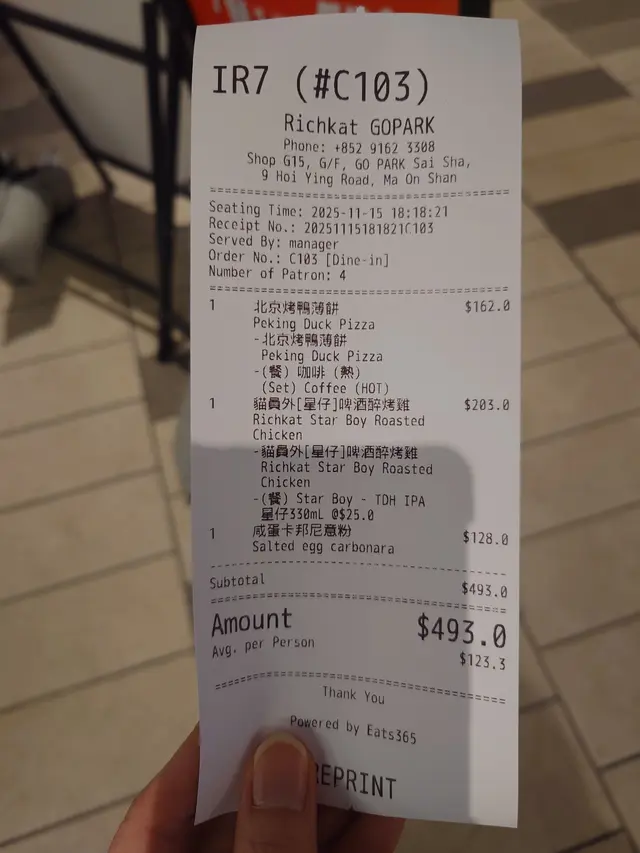 IR7 (#C103)
Richkat GOPARK
Phone: +852 9162 3308
Shop G15, G/F, GO PARK Sai Sha,
9 Hoi Ying Road, Ma On Shan
Seating Time: 2025-11-15 18:18:21
Receipt No.: 20251115181821C103
Served By: manager
Order No.: C103 [Dine-in]
Number of Patron: 4
1 北京烤鴨薄餅 $162.0
Peking Duck Pizza
-北京烤鴨薄餅
Peking Duck Pizza
-(餐) 咖啡 (熱)
(Set) Coffee (HOT)
1 貓員外[星仔]啤酒醉烤雞 $203.0
Richkat Star Boy Roasted
Chicken
-貓員外[星仔]啤酒醉烤雞
Richkat Star Boy Roasted
Chicken
-(餐) Star Boy - TDH IPA
星仔330mL @$25.0
1 咸蛋卡邦尼意粉 $128.0
Salted egg carbonara
Subtotal $493.0
Amount $493.0
Avg. per Person $123.3
Thank You
Powered by Eats365
REPRINT